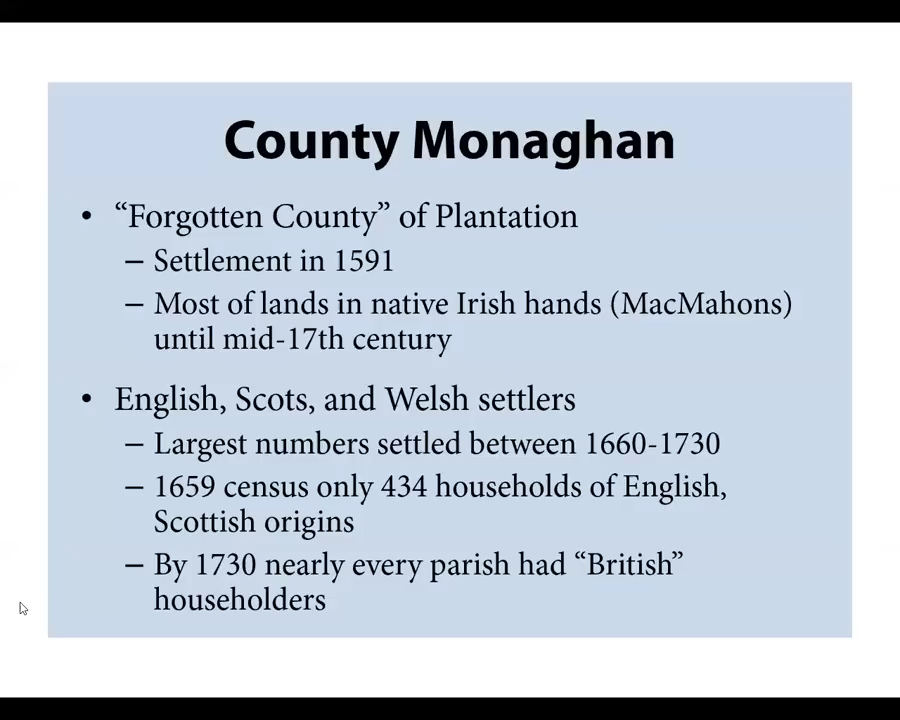 County Monaghan
• “Forgotten County” of Plantation
– Settlement in 1591
– Most of lands in native Irish hands (MacMahons)
until mid-17th century
• English, Scots, and Welsh settlers
– Largest numbers settled between 1660-1730
– 1659 census only 434 households of English,
Scottish origins
– By 1730 nearly every parish had “British”
householders